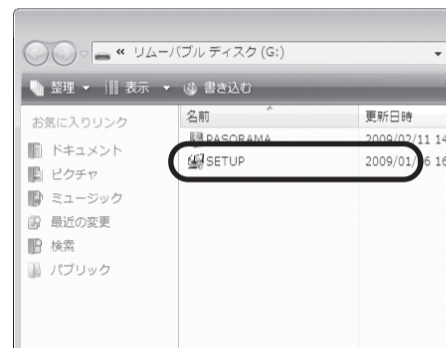 « リムーバブル ディスク (G:)
整理 表示 書き込む
お気に入りリンク
ドキュメント
ピクチャ
ミュージック
最近の変更
検索
パブリック
名前 更新日時
PASORAMA 2009/02/11 14
SETUP 2009/01/ 6 16